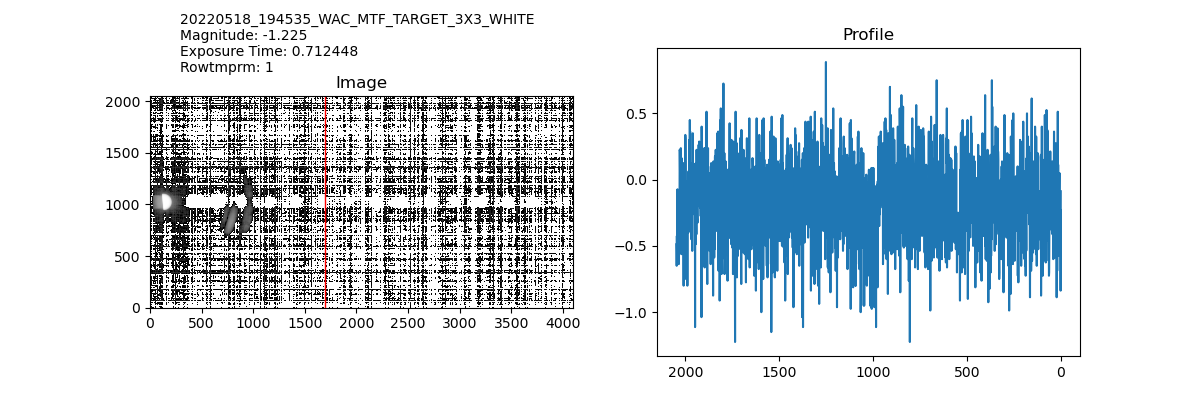 20220518_194535_WAC_MTF_TARGET_3X3_WHITE
Magnitude: -1.225
Exposure Time: 0.712448
Rowtmprm: 1
Image
2000
1500
1000
500
0
0 500 1000 1500 2000 2500 3000 3500 4000
Profile
0.5
0.0
−0.5
−1.0
2000 1500 1000 500 0